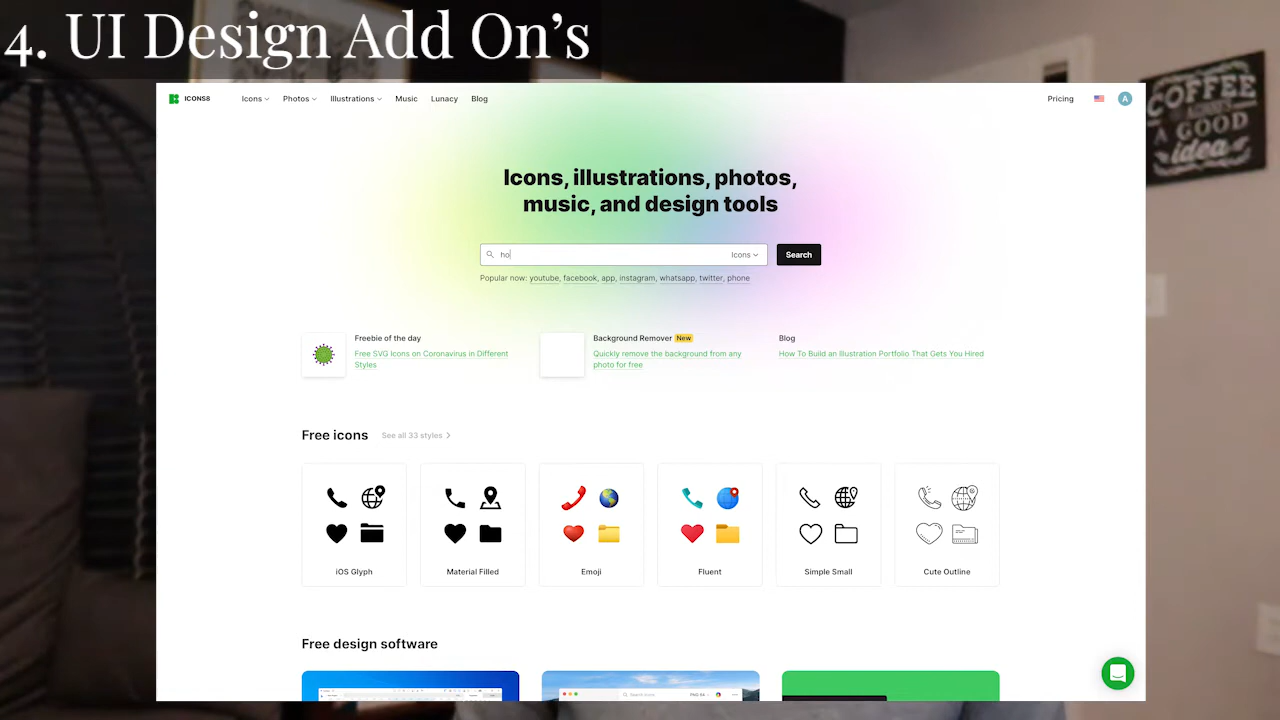 4. UI Design Add On's
ICONS8
Icons
Photos
Illustrations
Music
Lunacy
Blog
Pricing
A
COFFEE
ALWAYS
A GOOD
idea
Icons, illustrations, photos,
music, and design tools
ho
Icons
Search
Popular now: youtube, facebook, app, instagram, whatsapp, twitter, phone
Freebie of the day
Free SVG Icons on Coronavirus in Different
Styles
Background Remover New
Quickly remove the background from any
photo for free
Blog
How To Build an Illustration Portfolio That Gets You Hired
Free icons
See all 33 styles
iOS Glyph
Material Filled
Emoji
Fluent
Simple Small
Cute Outline
Free design software
Search icons